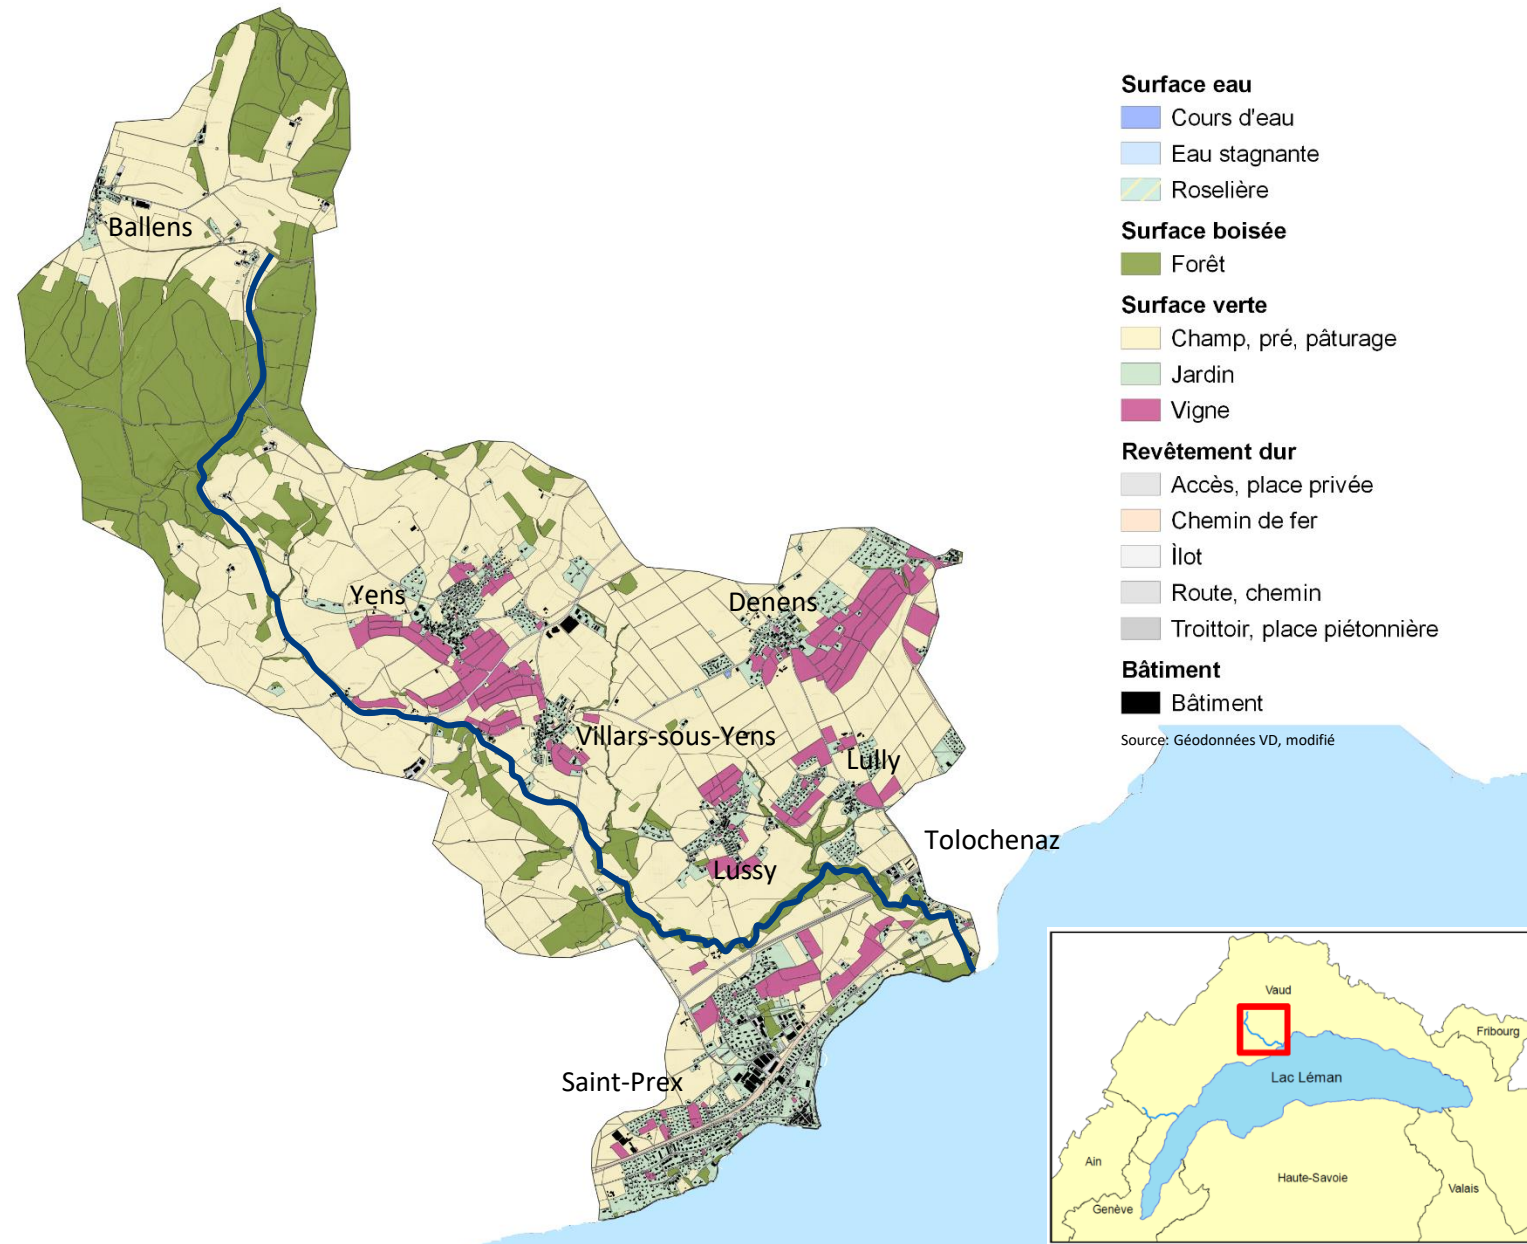 Surface eau
Cours d'eau
Eau stagnante
Roselière
Surface boisée
Forêt
Surface verte
Champ, pré, pâturage
Jardin
Vigne
Revêtement dur
Accès, place privée
Chemin de fer
Ìlot
Route, chemin
Troittoir, place piétonnière
Bâtiment
Bâtiment
Source: Géodonnées VD, modifié
Ballens
Yens
Denens
Villars-sous-Yens
Lully
Tolochenaz
Lussy
Saint-Prex
Vaud
Fribourg
Lac Léman
Ain
Haute-Savoie
Valais
Genève